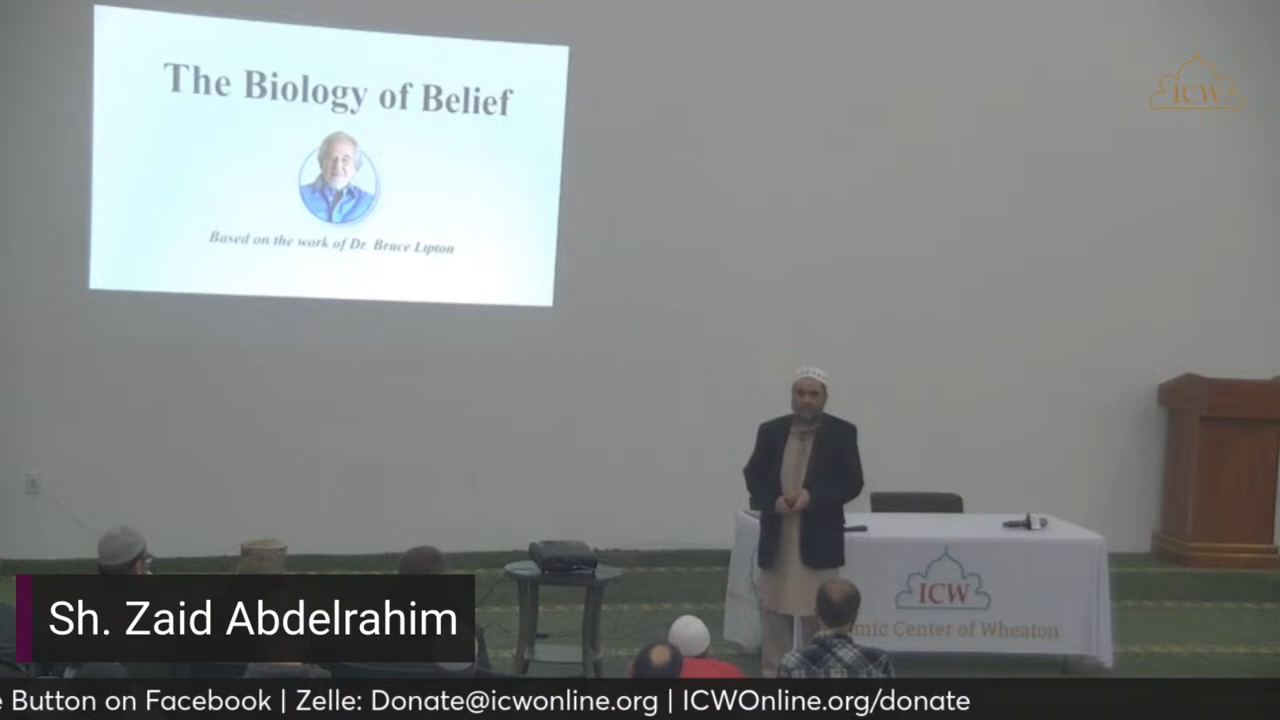 The Biology of Belief
Based on the work of Dr. Bruce Lipton
ICW
ICW
mic Center of Wheaton
Sh. Zaid Abdelrahim
e Button on Facebook | Zelle: Donate@icwonline.org | ICWOnline.org/donate